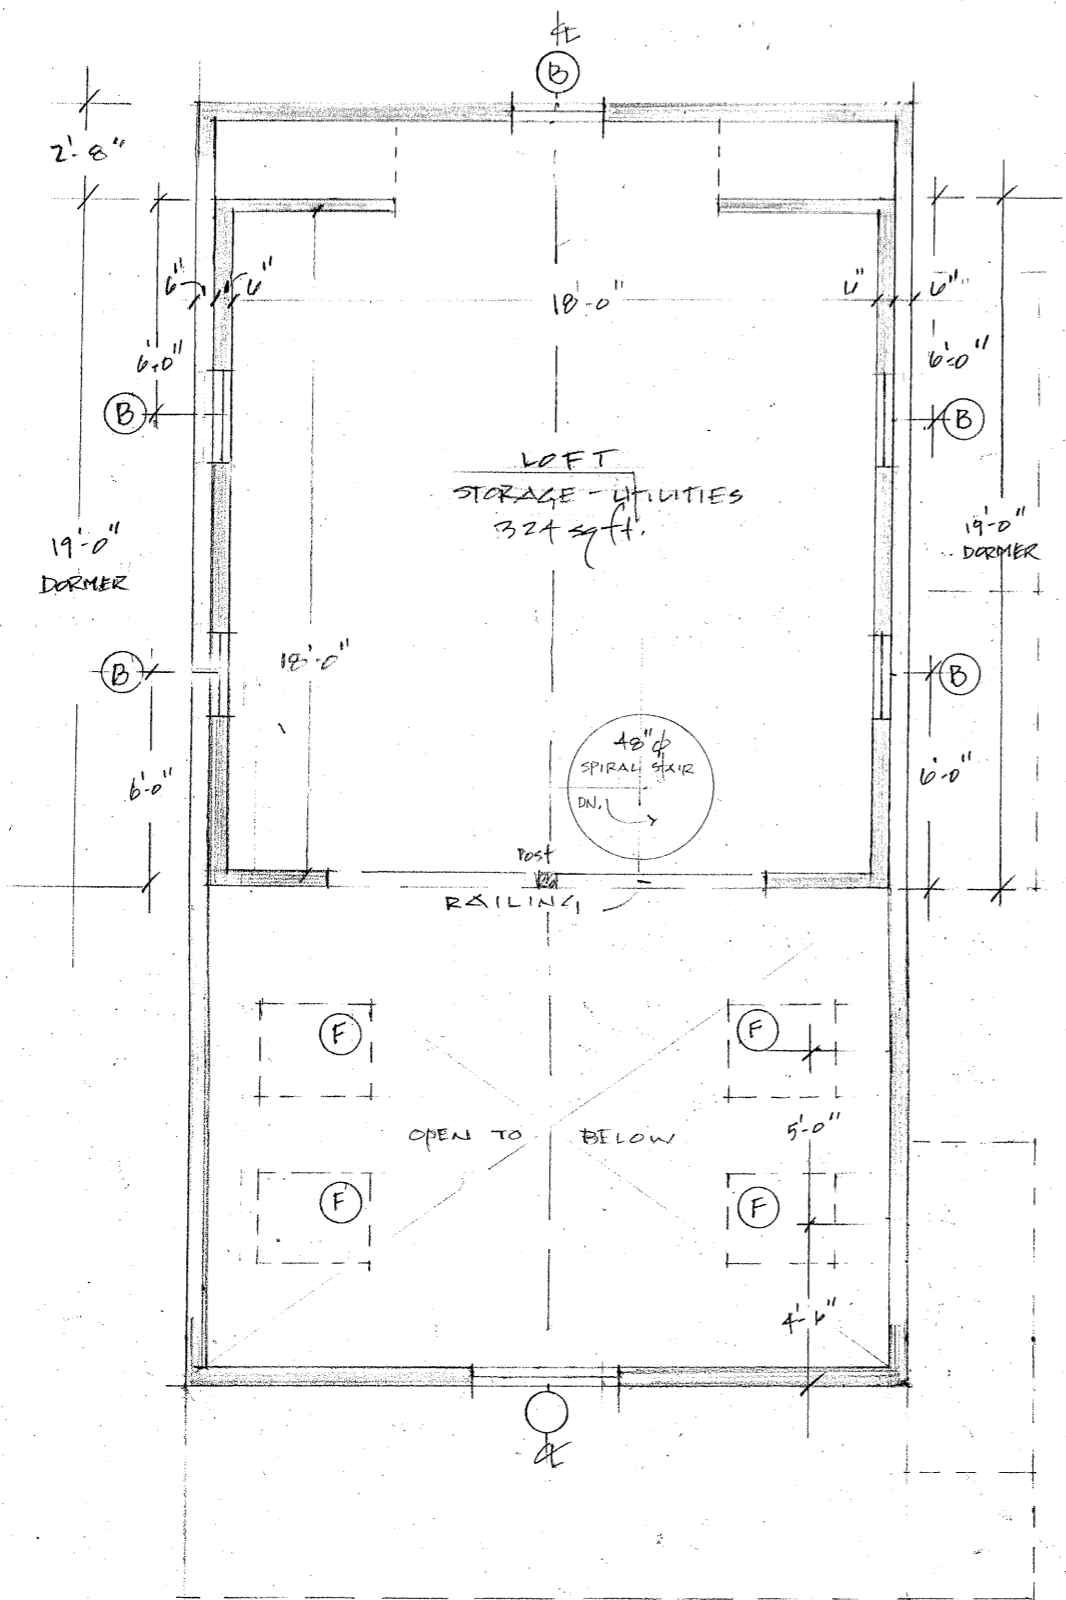 ℄
B
2'-8"
6"
6"
18'-0"
6"
6"
6'-0"
6'-0"
B
B
LOFT
STORAGE - UTILITIES
324 sq ft.
19'-0"
DORMER
19'-0"
DORMER
18'-0"
B
B
48"φ
SPIRAL STAIR
DN.
6'-0"
6'-0"
Post
RAILING
F
F
OPEN TO BELOW
5'-0"
F
F
4'-6"
℄